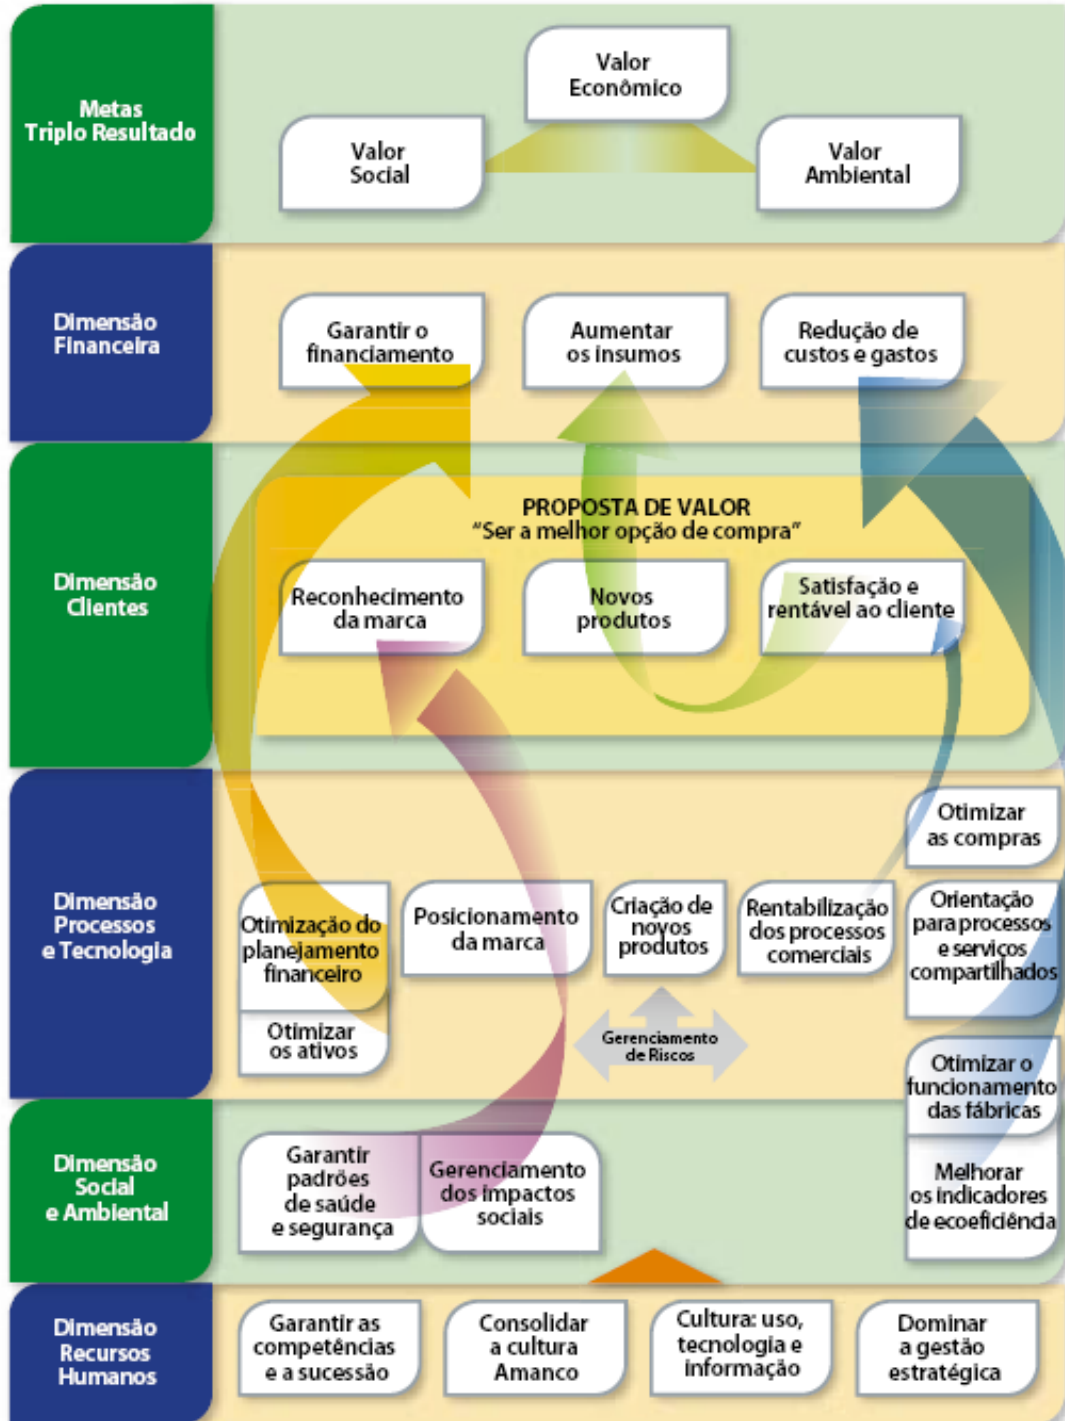 Metas
Triplo Resultado
Valor
Econômico
Valor
Social
Valor
Ambiental
Dimensão
Financeira
Garantir o
financiamento
Aumentar
os insumos
Redução de
custos e gastos
Dimensão
Clientes
PROPOSTA DE VALOR
“Ser a melhor opção de compra”
Reconhecimento
da marca
Novos
produtos
Satisfação e
rentável ao cliente
Dimensão
Processos
e Tecnologia
Otimizar
as compras
Otimização do
planejamento
financeiro
Posicionamento
da marca
Criação de
novos
produtos
Rentabilização
dos processos
comerciais
Orientação
para processos
e serviços
compartilhados
Otimizar
os ativos
Gerenciamento
de Riscos
Otimizar o
funcionamento
das fábricas
Dimensão
Social
e Ambiental
Garantir
padrões
de saúde
e segurança
Gerenciamento
dos impactos
sociais
Melhorar
os indicadores
de ecoeficiência
Dimensão
Recursos
Humanos
Garantir as
competências
e a sucessão
Consolidar
a cultura
Amanco
Cultura: uso,
tecnologia e
informação
Dominar
a gestão
estratégica